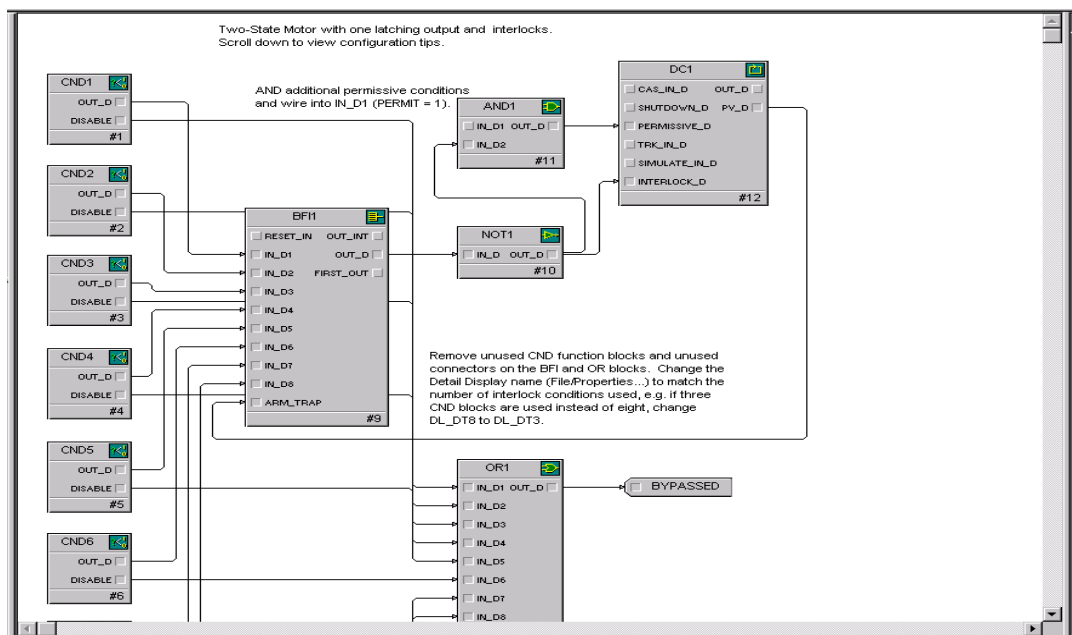 Two-State Motor with one latching output and interlocks.
Scroll down to view configuration tips.
CND1
OUT_D
DISABLE
#1
CND2
OUT_D
DISABLE
#2
CND3
OUT_D
DISABLE
#3
CND4
OUT_D
DISABLE
#4
CND5
OUT_D
DISABLE
#5
CND6
OUT_D
DISABLE
#6
AND additional permissive conditions
and wire into IN_D1 (PERMIT = 1).
BFI1
RESET_IN OUT_INT
IN_D1 OUT_D
IN_D2 FIRST_OUT
IN_D3
IN_D4
IN_D5
IN_D6
IN_D7
IN_D8
ARM_TRAP
#9
AND1
IN_D1 OUT_D
IN_D2
#11
NOT1
IN_D OUT_D
#10
DC1
CAS_IN_D OUT_D
SHUTDOWN_D PV_D
PERMISSIVE_D
TRK_IN_D
SIMULATE_IN_D
INTERLOCK_D
#12
Remove unused CND function blocks and unused
connectors on the BFI and OR blocks. Change the
Detail Display name (File/Properties...) to match the
number of interlock conditions used, e.g. if three
CND blocks are used instead of eight, change
DL_DT8 to DL_DT3.
OR1
IN_D1 OUT_D
IN_D2
IN_D3
IN_D4
IN_D5
IN_D6
IN_D7
IN_D8
BYPASSED